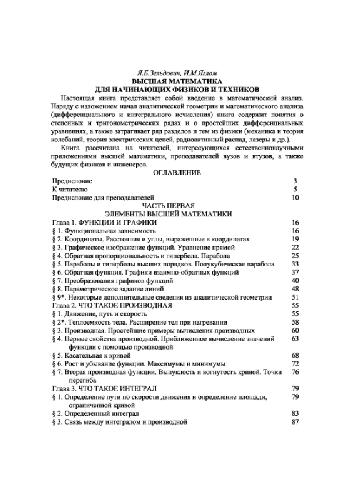 Я.Б.Зельдович, И.М.Яглом
ВЫСШАЯ МАТЕМАТИКА
ДЛЯ НАЧИНАЮЩИХ ФИЗИКОВ И ТЕХНИКОВ
Настоящая книга представляет собой введение в математический анализ.
Наряду с изложением начал аналитической геометрии и математического анализа
(дифференциального и интегрального исчисления) книга содержит понятия о
степенных и тригонометрических рядах и о простейших дифференциальных
уравнениях, а также затрагивает ряд разделов и тем из физики (механика и теория
колебаний, теория электрических цепей, радиоактивный распад, лазеры и др.).
Книга рассчитана на читателей, интересующихся естественнонаучными
приложениями высшей математики, преподавателей вузов и втузов, а также
будущих физиков и инженеров.
ОГЛАВЛЕНИЕ
Предисловие 3
К читателю 5
Предисловие для преподавателей 10
ЧАСТЬ ПЕРВАЯ
ЭЛЕМЕНТЫ ВЫСШЕЙ МАТЕМАТИКИ
Глава 1. ФУНКЦИИ И ГРАФИКИ 16
§ 1. Функциональная зависимость 16
§ 2. Координаты. Расстояния и углы, выраженные в координатах 19
§ 3. Графическое изображение функций. Уравнение прямой 22
§ 4. Обратная пропорциональность и гипербола. Парабола 25
§ 5. Параболы и гиперболы высших порядков. Полукубическая парабола 33
§ 6. Обратная функция. Графики взаимно обратных функций 37
§ 7. Преобразования графиков функций 40
§ 8. Параметрическое задание линий 48
§ 9*. Некоторые дополнительные сведения из аналитической геометрии 51
Глава 2. ЧТО ТАКОЕ ПРОИЗВОДНАЯ 55
§ 1. Движение, путь и скорость 55
§ 2*. Теплоемкость тела. Расширение тел при нагревании 58
§ 3. Производная. Простейшие примеры вычисления производных 60
§ 4. Первые свойства производной. Приближенное вычисление значений 63
функции с помощью производной
§ 5. Касательная к кривой 68
§ 6. Рост и убывание функции. Максимумы и минимумы 72
§ 7. Вторая производная функции. Выпуклость и вогнутость кривой. Точки 76
перегиба
Глава 3. ЧТО ТАКОЕ ИНТЕГРАЛ 79
§ 1. Определение пути по скорости движения и определение площади, 79
ограниченной кривой
§ 2. Определенный интеграл 83
§ 3. Связь между интегралом и производной 87